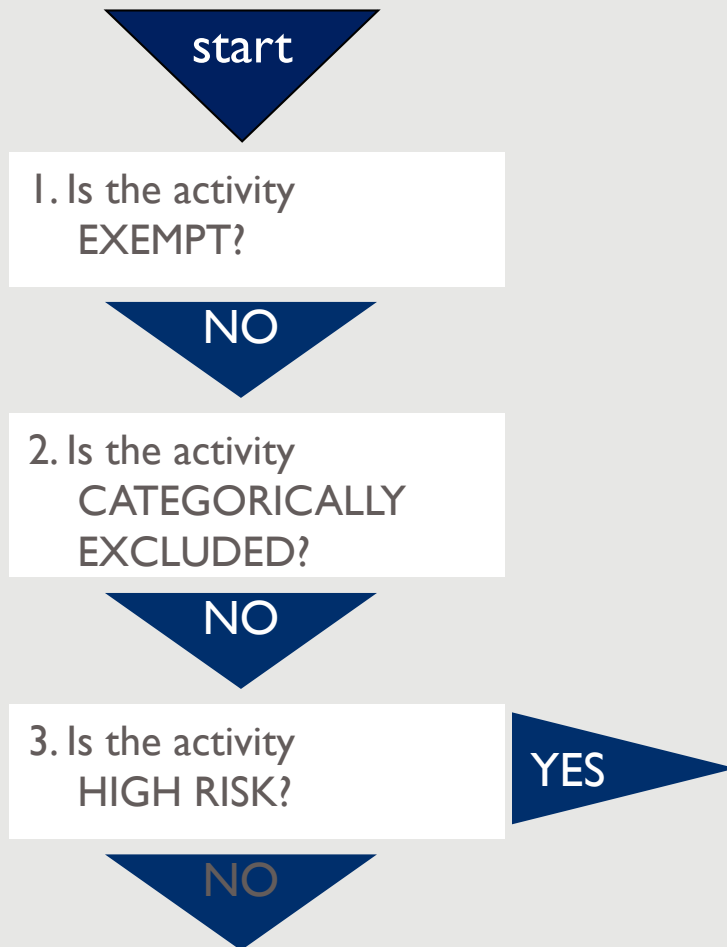 start
1. Is the activity
EXEMPT?
NO
2. Is the activity
CATEGORICALLY
EXCLUDED?
NO
3. Is the activity
HIGH RISK?
YES
NO